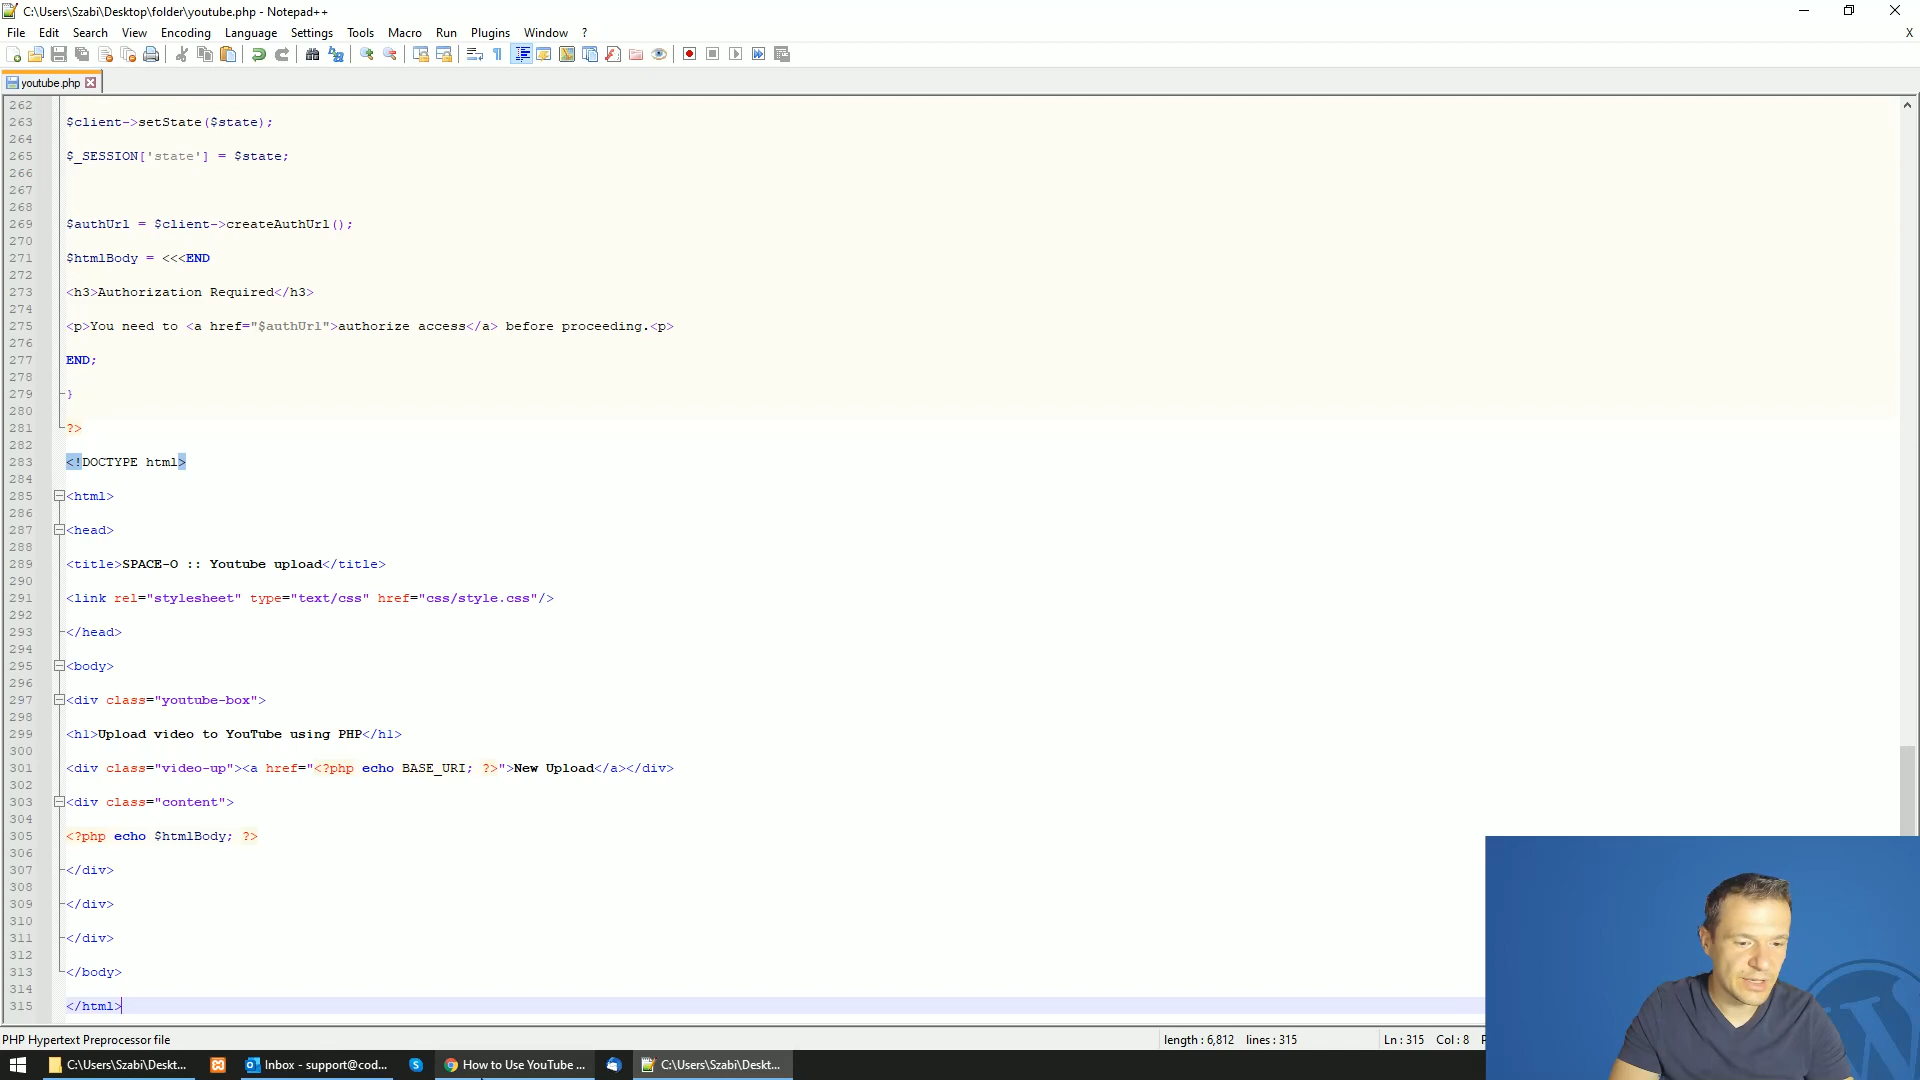 C:\Users\Szabi\Desktop\folder\youtube.php - Notepad++
File Edit Search View Encoding Language Settings Tools Macro Run Plugins Window ? X
youtube.php
262
263 $client->setState($state);
264
265 $_SESSION['state'] = $state;
266
267
268
269 $authUrl = $client->createAuthUrl();
270
271 $htmlBody = <<<END
272
273 <h3>Authorization Required</h3>
274
275 <p>You need to <a href="$authUrl">authorize access</a> before proceeding.<p>
276
277 END;
278
279 }
280
281 ?>
282
283 <!DOCTYPE html>
284
285 <html>
286
287 <head>
288
289 <title>SPACE-O :: Youtube upload</title>
290
291 <link rel="stylesheet" type="text/css" href="css/style.css"/>
292
293 </head>
294
295 <body>
296
297 <div class="youtube-box">
298
299 <h1>Upload video to YouTube using PHP</h1>
300
301 <div class="video-up"><a href="<?php echo BASE_URI; ?>">New Upload</a></div>
302
303 <div class="content">
304
305 <?php echo $htmlBody; ?>
306
307 </div>
308
309 </div>
310
311 </div>
312
313 </body>
314
315 </html>
PHP Hypertext Preprocessor file length : 6,812 lines : 315 Ln : 315 Col : 8
C:\Users\Szabi\Deskt... Inbox - support@cod... How to Use YouTube ... C:\Users\Szabi\Deskt...